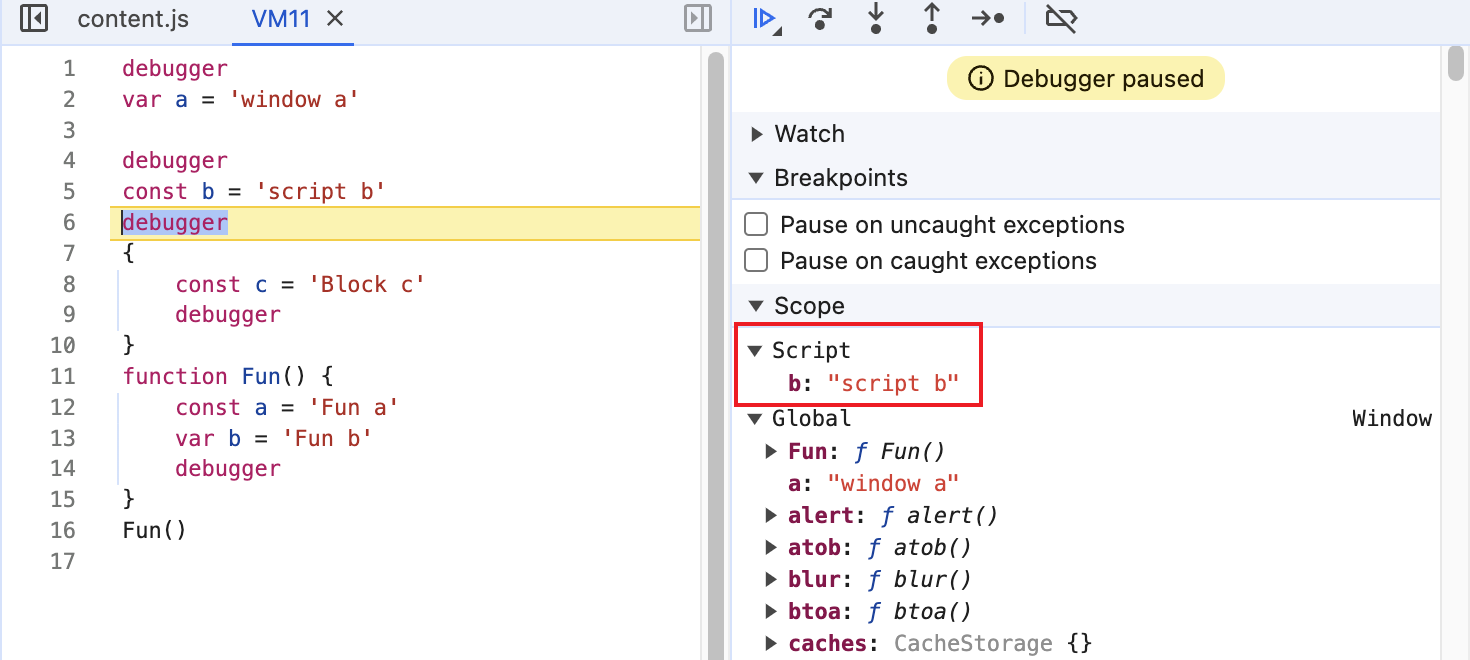 content.js VM11
1 debugger
2 var a = 'window a'
3
4 debugger
5 const b = 'script b'
6 debugger
7 {
8 const c = 'Block c'
9 debugger
10 }
11 function Fun() {
12 const a = 'Fun a'
13 var b = 'Fun b'
14 debugger
15 }
16 Fun()
17
Debugger paused
Watch
Breakpoints
Pause on uncaught exceptions
Pause on caught exceptions
Scope
Script
b: "script b"
Global Window
Fun: ƒ Fun()
a: "window a"
alert: ƒ alert()
atob: ƒ atob()
blur: ƒ blur()
btoa: ƒ btoa()
caches: CacheStorage {}